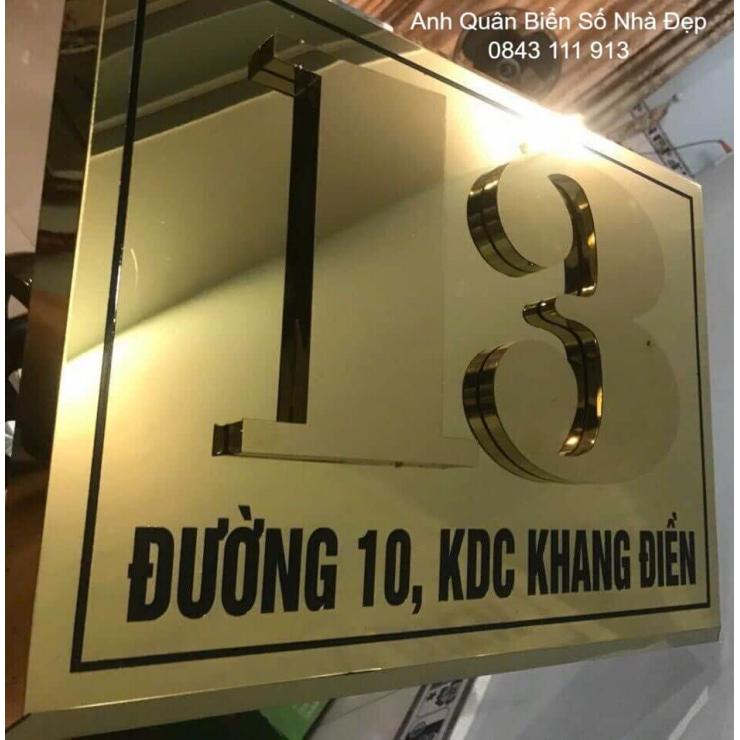 Anh Quân Biển Số Nhà Đẹp
0843 111 913
13
ĐƯỜNG 10, KDC KHANG ĐIỀN